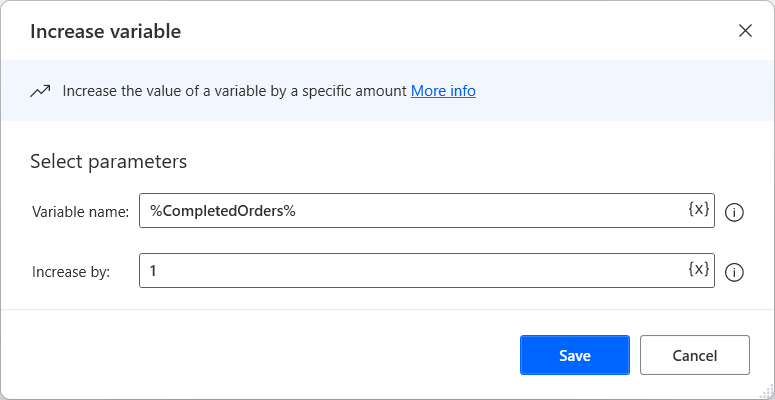 Increase variable
Increase the value of a variable by a specific amount More info
Select parameters
Variable name: %CompletedOrders% {x}
Increase by: 1 {x}
Save Cancel